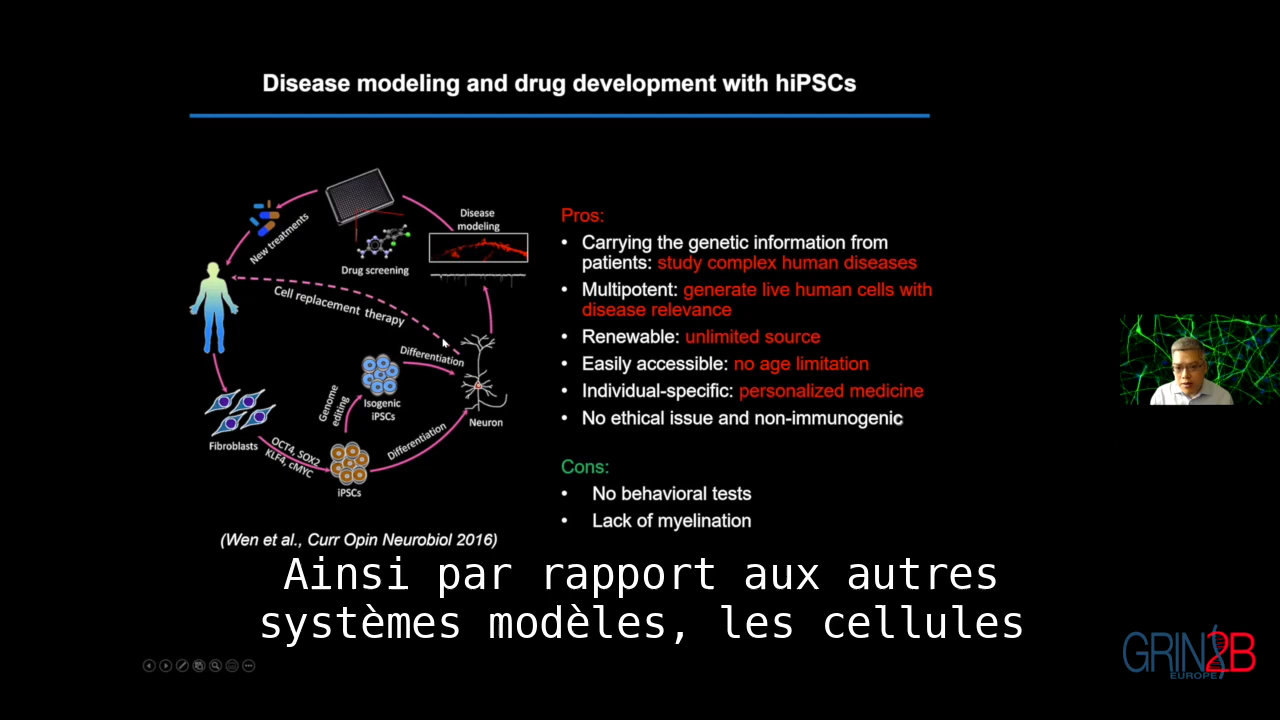 Disease modeling and drug development with hiPSCs
New treatments
Drug screening
Disease
modeling
Cell replacement therapy
Differentiation
Genome
editing
Isogenic
iPSCs
Neuron
Fibroblasts
OCT4, SOX2
KLF4, cMYC
Differentiation
iPSCs
(Wen et al., Curr Opin Neurobiol 2016)
Pros:
• Carrying the genetic information from
patients: study complex human diseases
• Multipotent: generate live human cells with
disease relevance
• Renewable: unlimited source
• Easily accessible: no age limitation
• Individual-specific: personalized medicine
• No ethical issue and non-immunogenic
Cons:
• No behavioral tests
• Lack of myelination
Ainsi par rapport aux autres
systèmes modèles, les cellules
GRIN2B
EUROPE